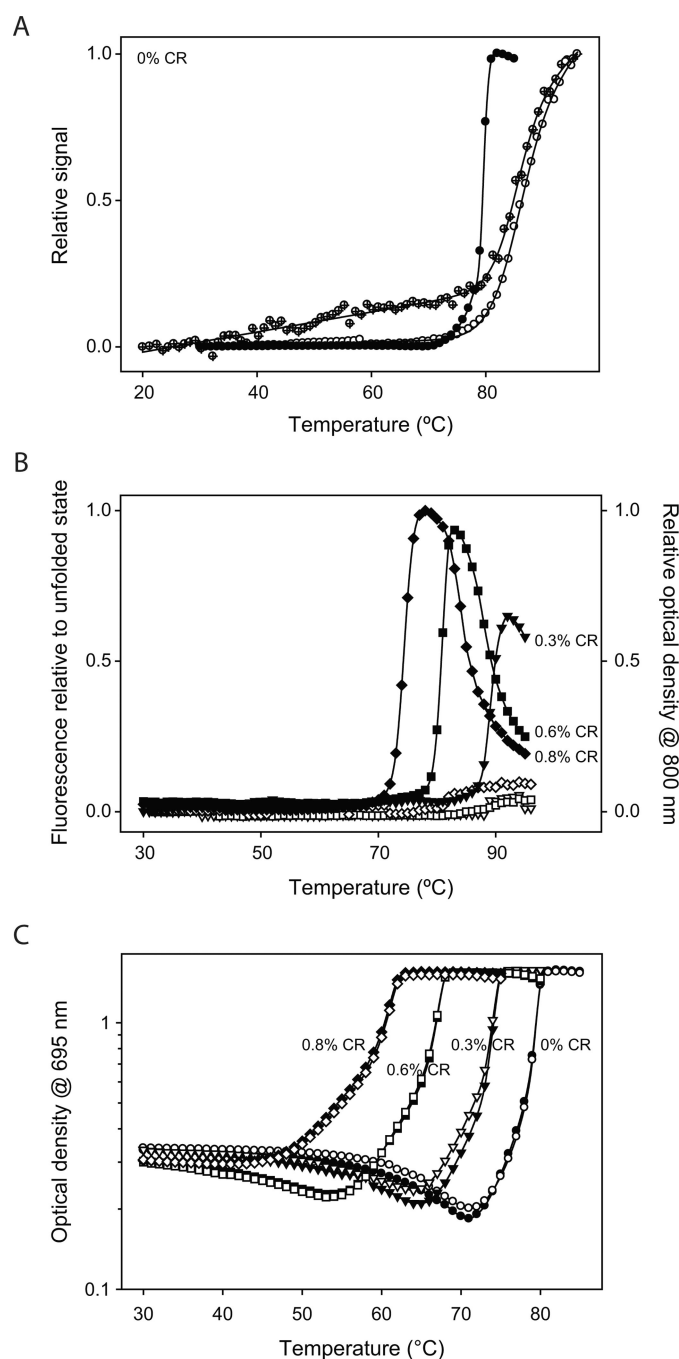 A
0% CR
1.0
0.5
0.0
Relative signal
20
40
60
80
Temperature (ºC)
B
1.0
0.5
0.0
Fluorescence relative to unfolded state
1.0
0.5
0.0
Relative optical density @ 800 nm
0.3% CR
0.6% CR
0.8% CR
30
50
70
90
Temperature (ºC)
C
1
0.1
Optical density @ 695 nm
0.8% CR
0.6% CR
0.3% CR
0% CR
30
40
50
60
70
80
Temperature (°C)